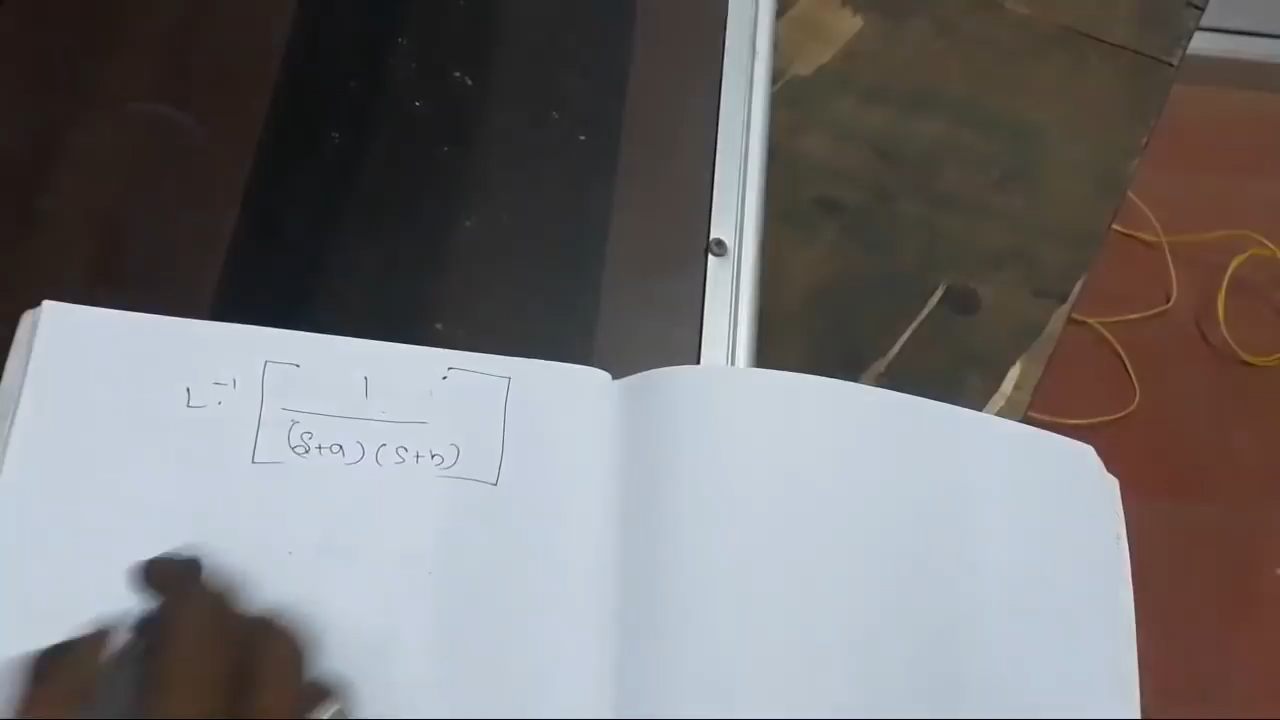 L⁻¹ [ 1 / (s+a)(s+b) ]